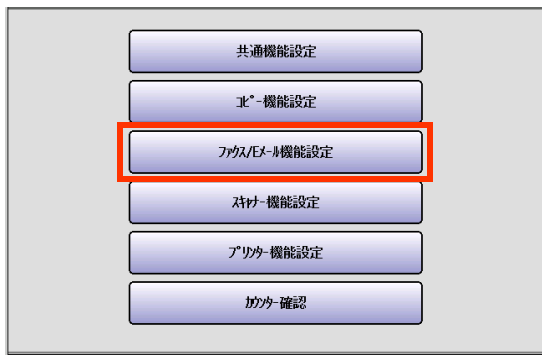 共通機能設定
ｺﾋﾟｰ機能設定
ﾌｧｸｽ/Eﾒｰﾙ機能設定
ｽｷｬﾅｰ機能設定
ﾌﾟﾘﾝﾀｰ機能設定
ｶｳﾝﾀｰ確認